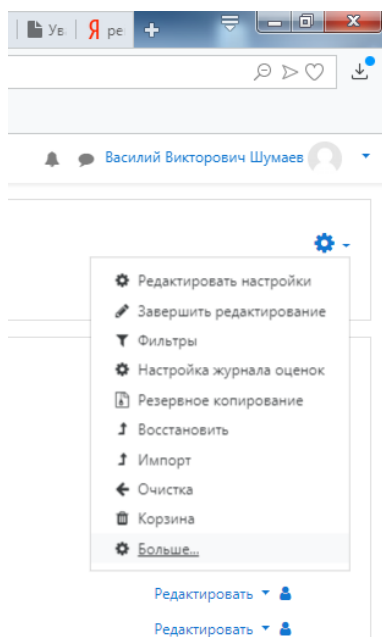 Ув
Я ре
Василий Викторович Шумаев
Редактировать настройки
Завершить редактирование
Фильтры
Настройка журнала оценок
Резервное копирование
Восстановить
Импорт
Очистка
Корзина
Больше...
Редактировать
Редактировать